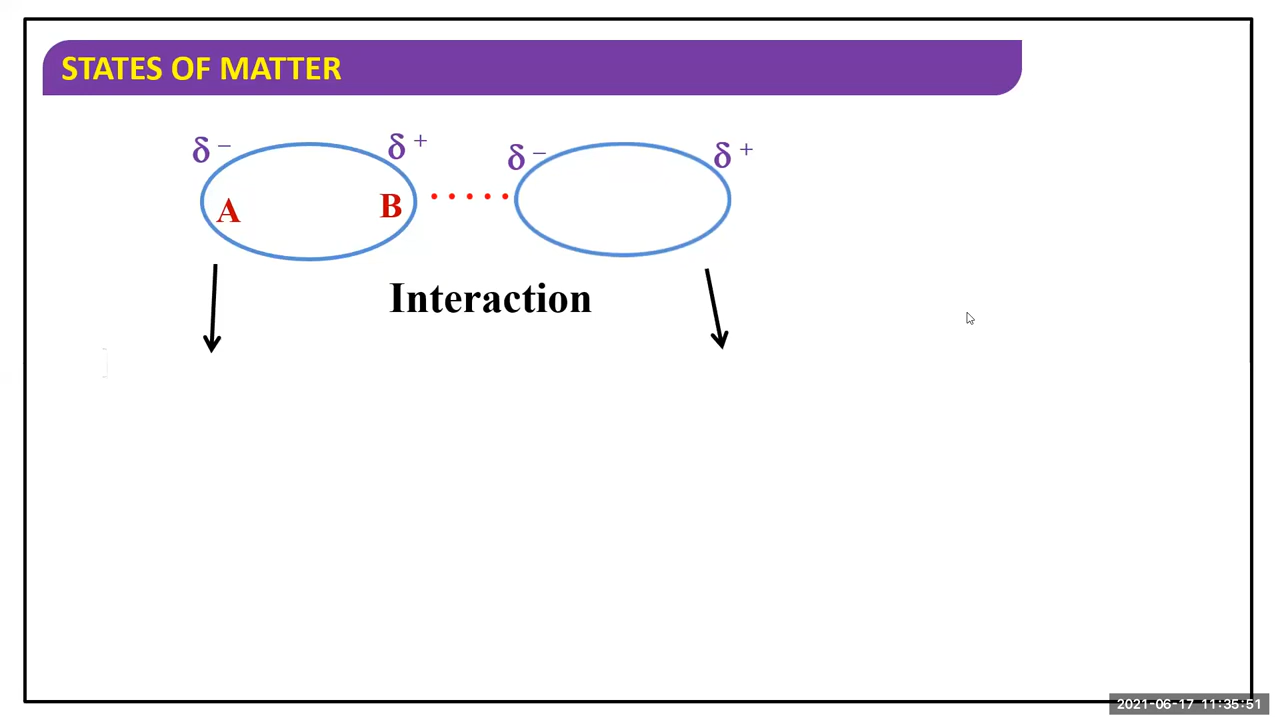 STATES OF MATTER
δ – δ + δ – δ +
A B
Interaction
2021-06-17 11:35:51